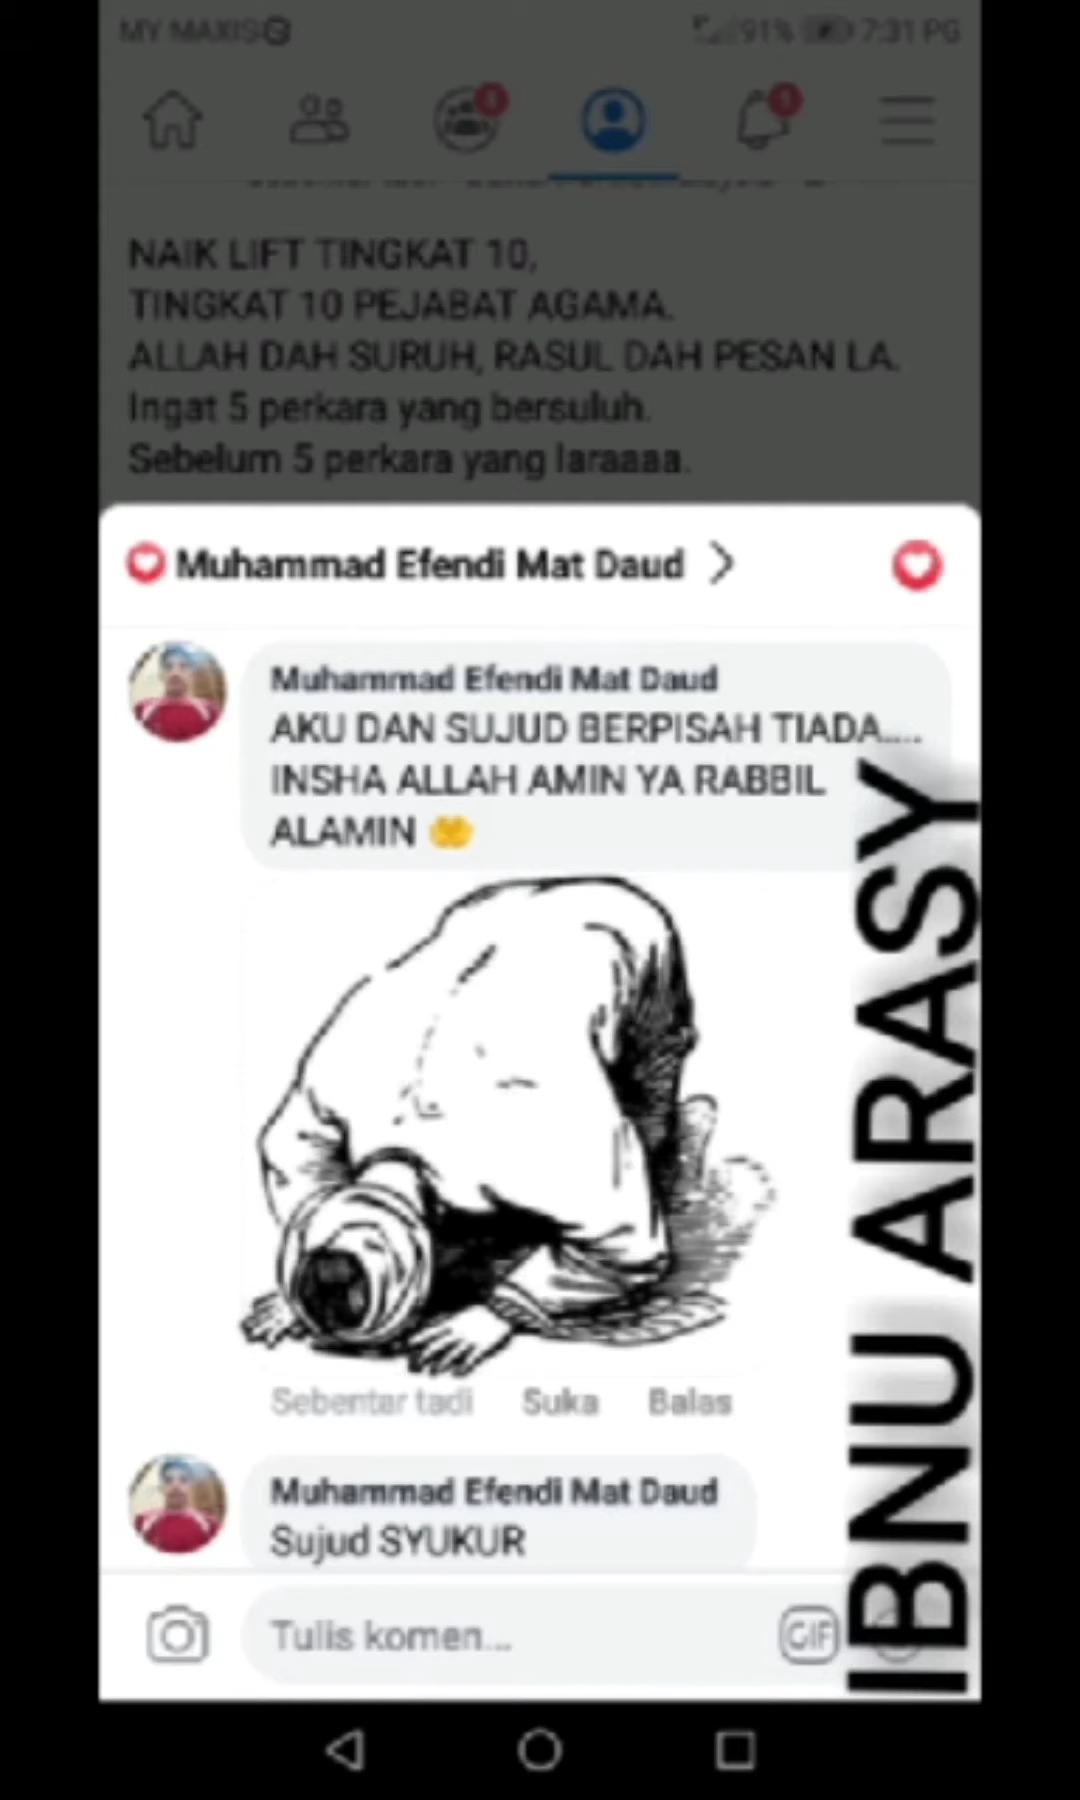 MY MAXIS
91% 7:31 PG
NAIK LIFT TINGKAT 10,
TINGKAT 10 PEJABAT AGAMA.
ALLAH DAH SURUH, RASUL DAH PESAN LA.
Ingat 5 perkara yang bersuluh.
Sebelum 5 perkara yang laraaaa.
Muhammad Efendi Mat Daud
Muhammad Efendi Mat Daud
AKU DAN SUJUD BERPISAH TIADA....
INSHA ALLAH AMIN YA RABBIL
ALAMIN 🤲
Sebentar tadi Suka Balas
Muhammad Efendi Mat Daud
Sujud SYUKUR
Tulis komen...
GIF
IBNU ARASY